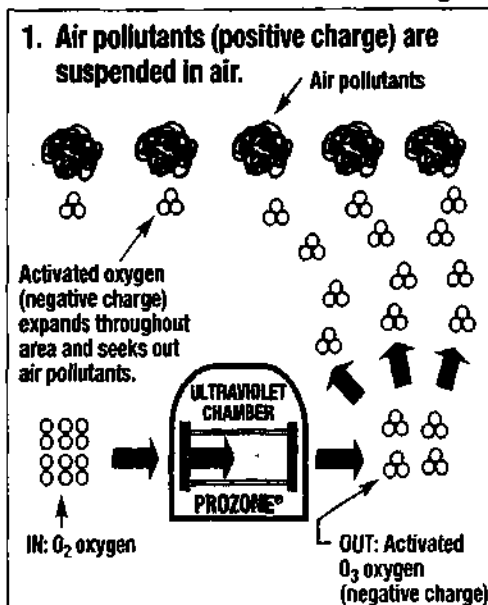 1. Air pollutants (positive charge) are
suspended in air.
Air pollutants
Activated oxygen
(negative charge)
expands throughout
area and seeks out
air pollutants.
ULTRAVIOLET
CHAMBER
PROZONE®
IN: O₂ oxygen
OUT: Activated
O₃ oxygen
(negative charge)